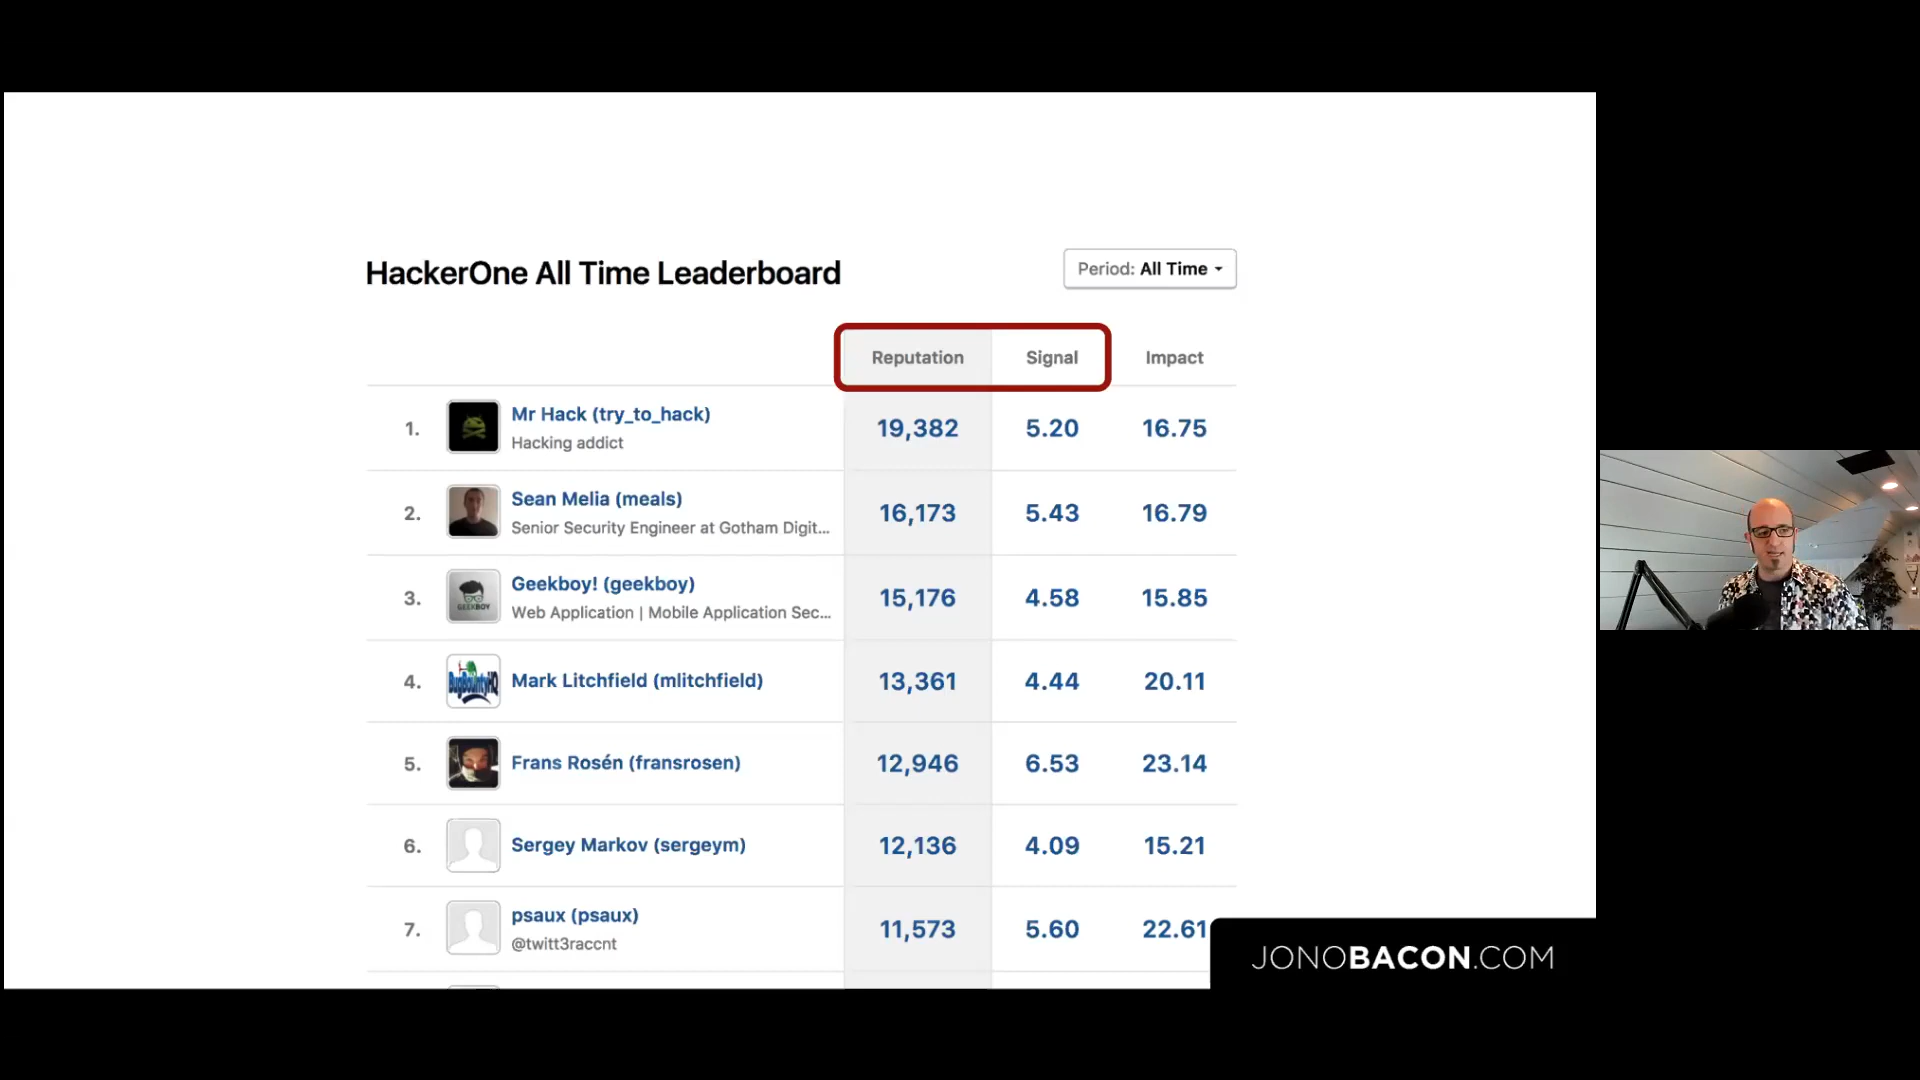 HackerOne All Time Leaderboard
Period: All Time
Reputation Signal Impact
1. Mr Hack (try_to_hack) 19,382 5.20 16.75
Hacking addict
2. Sean Melia (meals) 16,173 5.43 16.79
Senior Security Engineer at Gotham Digit...
3. Geekboy! (geekboy) 15,176 4.58 15.85
GEEKBOY
Web Application | Mobile Application Sec...
4. BugBountyHQ Mark Litchfield (mlitchfield) 13,361 4.44 20.11
5. Frans Rosén (fransrosen) 12,946 6.53 23.14
6. Sergey Markov (sergeym) 12,136 4.09 15.21
7. psaux (psaux) 11,573 5.60 22.61
@twitt3raccnt
JONOBACON.COM